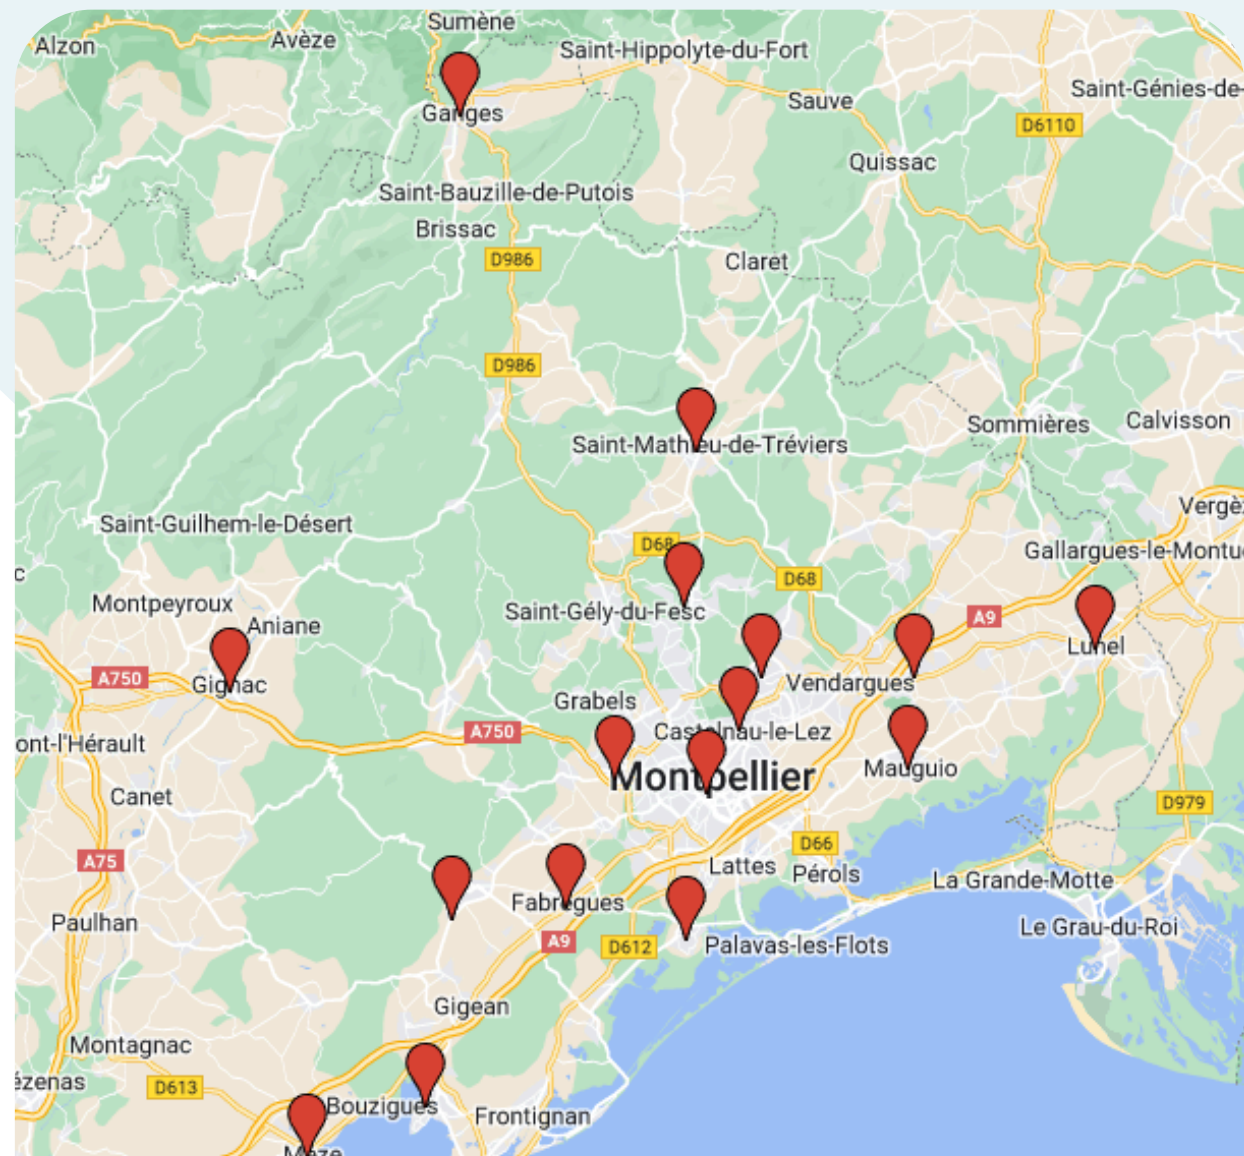 Sumène
Alzon
Avèze
Saint-Hippolyte-du-Fort
Saint-Génies-de-
Sauve
Ganges
D6110
Quissac
Saint-Bauzille-de-Putois
Brissac
D986
Claret
D986
Calvisson
Sommières
Saint-Mathieu-de-Tréviers
Vergèz
Saint-Guilhem-le-Désert
D68
Gallargues-le-Montue
c
D68
Montpeyroux
Saint-Gély-du-Fesc
A9
Aniane
Lunel
A750
Gignac
Vendargues
Grabels
A750
Castelnau-le-Lez
ont-l'Hérault
Mauguio
Montpellier
Canet
D979
D66
A75
Lattes
Pérols
La Grande-Motte
Fabrègues
Paulhan
Le Grau-du-Roi
A9
D612
Palavas-les-Flots
Gigean
Montagnac
ézenas
D613
Bouzigues
Frontignan
Mèze